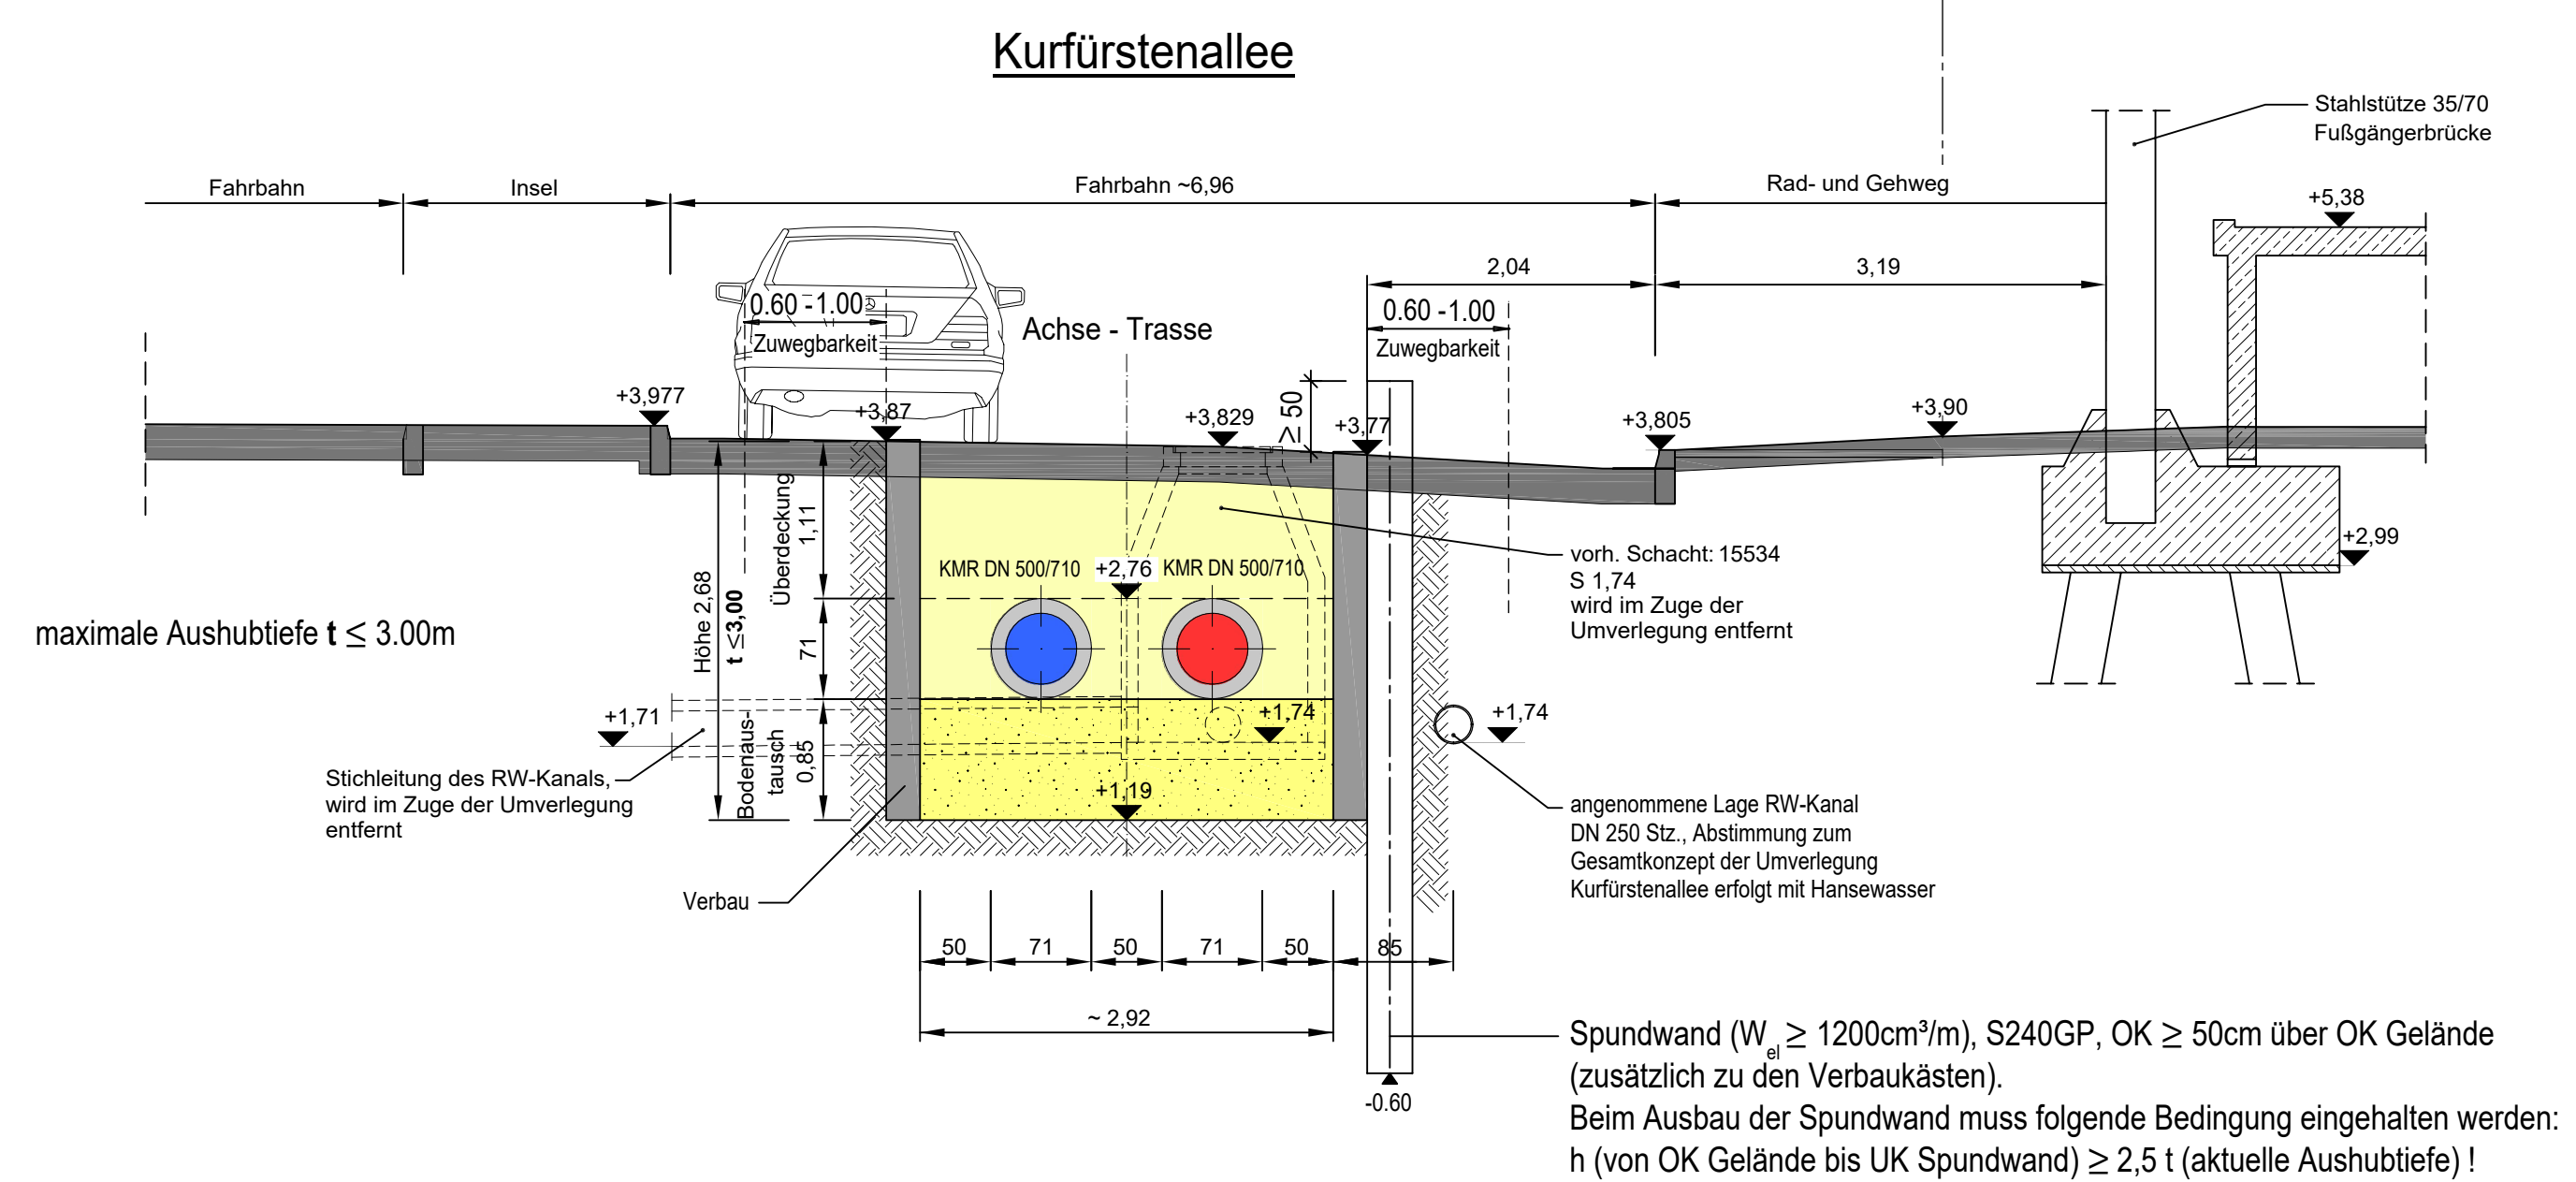 Kurfürstenallee
Stahlstütze 35/70
Fußgängerbrücke
Fahrbahn
Insel
Fahrbahn ~6,96
Rad- und Gehweg
+5,38
2,04
3,19
0.60 -1.00
Zuwegbarkeit
Achse - Trasse
0.60 -1.00
Zuwegbarkeit
+3,977
+3,87
+3,829
≥ 50
+3,77
+3,805
+3,90
+2,99
Überdeckung
1,11
KMR DN 500/710
+2,76
KMR DN 500/710
vorh. Schacht: 15534
S 1,74
wird im Zuge der
Umverlegung entfernt
maximale Aushubtiefe t ≤ 3.00m
Höhe 2,68
t ≤3,00
71
+1,71
+1,74
+1,74
Bodenaus-
tausch
0,85
Stichleitung des RW-Kanals,
wird im Zuge der Umverlegung
entfernt
+1,19
angenommene Lage RW-Kanal
DN 250 Stz., Abstimmung zum
Gesamtkonzept der Umverlegung
Kurfürstenallee erfolgt mit Hansewasser
Verbau
50
71
50
71
50
85
~ 2,92
-0.60
Spundwand (Wel ≥ 1200cm³/m), S240GP, OK ≥ 50cm über OK Gelände
(zusätzlich zu den Verbaukästen).
Beim Ausbau der Spundwand muss folgende Bedingung eingehalten werden:
h (von OK Gelände bis UK Spundwand) ≥ 2,5 t (aktuelle Aushubtiefe) !